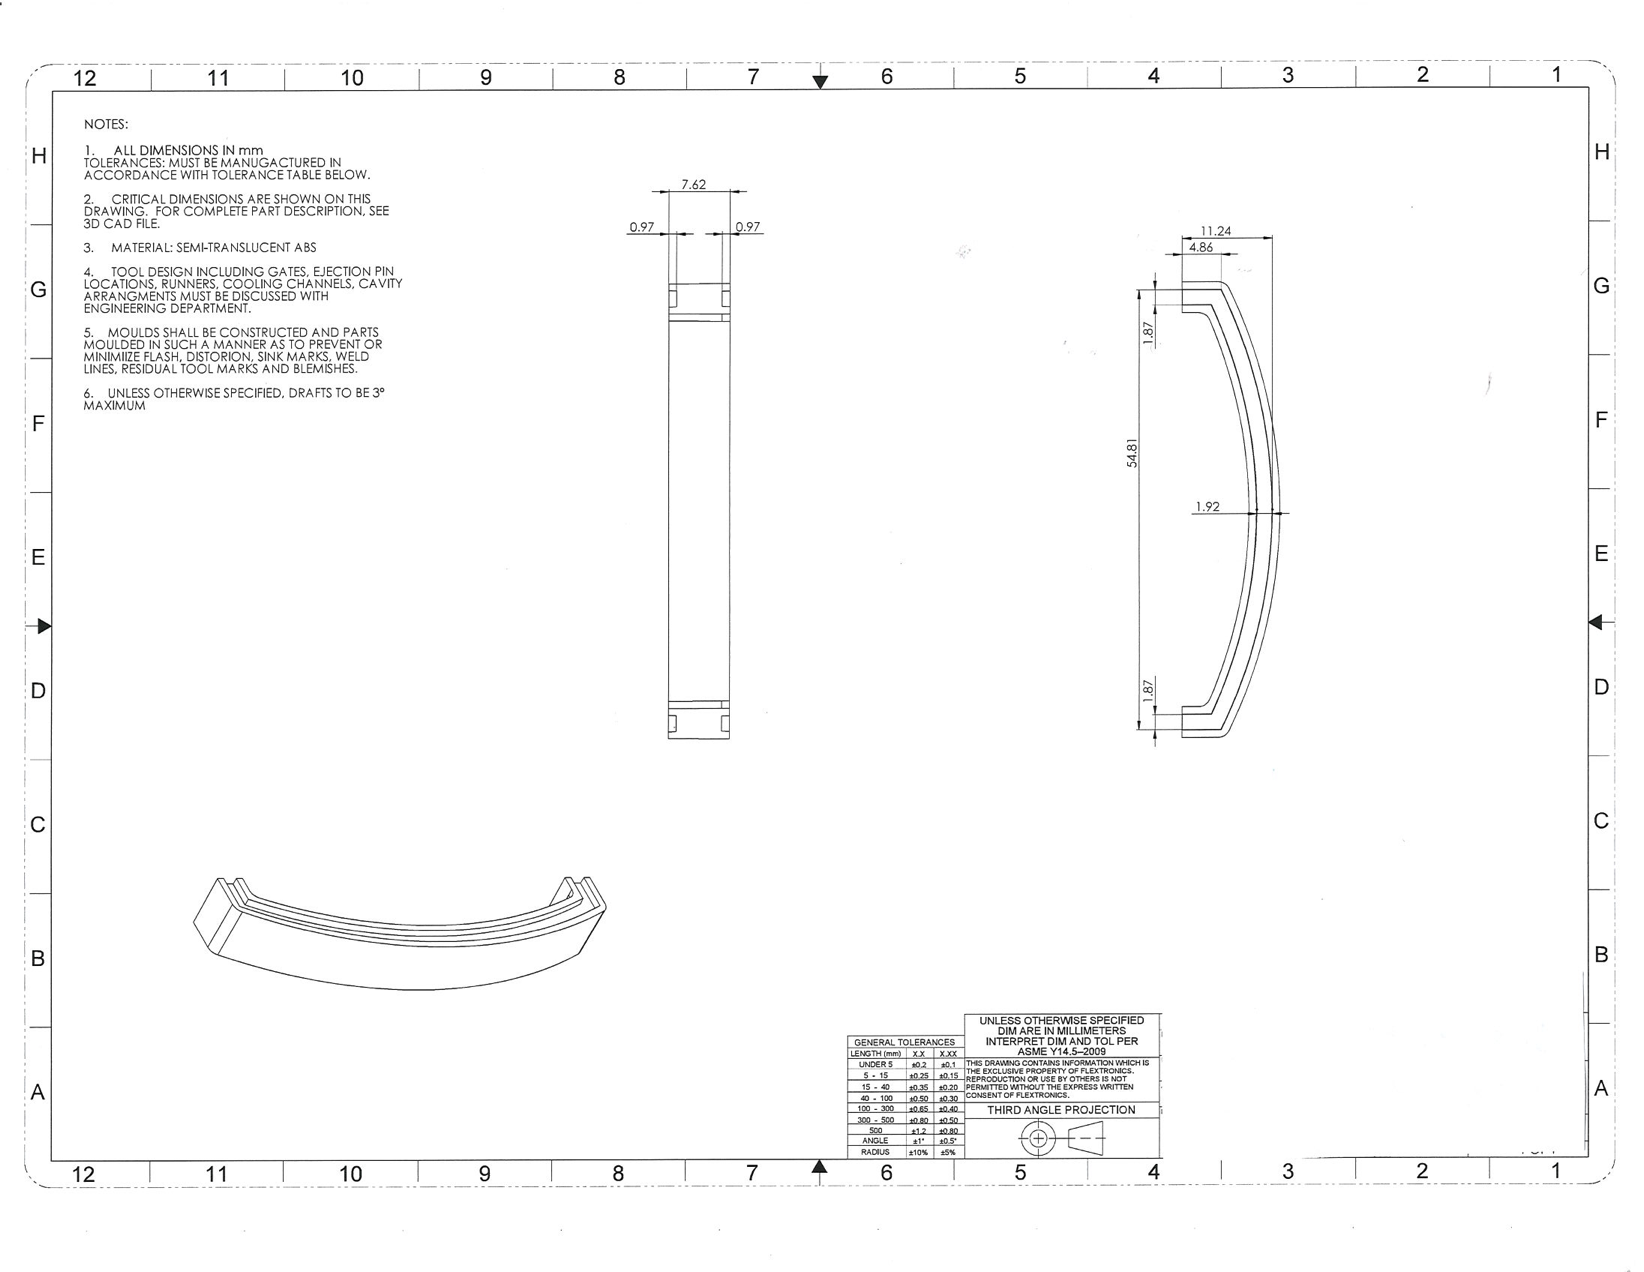 12 11 10 9 8 7 6 5 4 3 2 1
H
G
F
E
D
C
B
A
NOTES:
1. ALL DIMENSIONS IN mm
TOLERANCES: MUST BE MANUGACTURED IN
ACCORDANCE WITH TOLERANCE TABLE BELOW.
2. CRITICAL DIMENSIONS ARE SHOWN ON THIS
DRAWING. FOR COMPLETE PART DESCRIPTION, SEE
3D CAD FILE.
3. MATERIAL: SEMI-TRANSLUCENT ABS
4. TOOL DESIGN INCLUDING GATES, EJECTION PIN
LOCATIONS, RUNNERS, COOLING CHANNELS, CAVITY
ARRANGMENTS MUST BE DISCUSSED WITH
ENGINEERING DEPARTMENT.
5. MOULDS SHALL BE CONSTRUCTED AND PARTS
MOULDED IN SUCH A MANNER AS TO PREVENT OR
MINIMIIZE FLASH, DISTORION, SINK MARKS, WELD
LINES, RESIDUAL TOOL MARKS AND BLEMISHES.
6. UNLESS OTHERWISE SPECIFIED, DRAFTS TO BE 3°
MAXIMUM
7.62
0.97 0.97
11.24
4.86
1.87
54.81
1.92
1.87
H
G
F
E
D
C
B
A
GENERAL TOLERANCES
LENGTH (mm) X.X X.XX
UNDER 5 ±0.2 ±0.1
5 - 15 ±0.25 ±0.15
15 - 40 ±0.35 ±0.20
40 - 100 ±0.50 ±0.30
100 - 300 ±0.65 ±0.40
300 - 500 ±0.80 ±0.50
500 ±1.2 ±0.80
ANGLE ±1° ±0.5°
RADIUS ±10% ±5%
UNLESS OTHERWISE SPECIFIED
DIM ARE IN MILLIMETERS
INTERPRET DIM AND TOL PER
ASME Y14.5–2009
THIS DRAWING CONTAINS INFORMATION WHICH IS
THE EXCLUSIVE PROPERTY OF FLEXTRONICS.
REPRODUCTION OR USE BY OTHERS IS NOT
PERMITTED WITHOUT THE EXPRESS WRITTEN
CONSENT OF FLEXTRONICS.
THIRD ANGLE PROJECTION
12 11 10 9 8 7 6 5 4 3 2 1